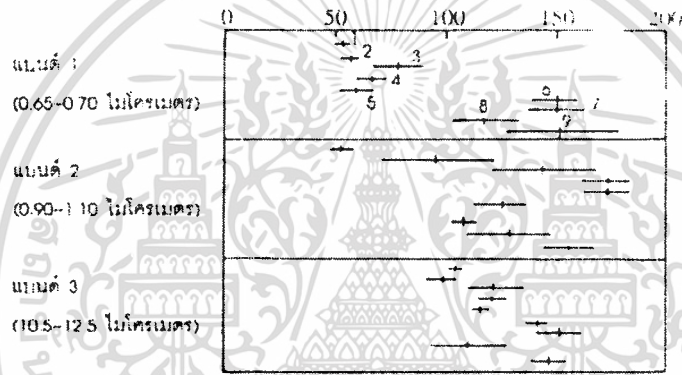 0 50 100 150 200
1
2
แบนด์ 1 3
4
(0.65-0.70 ไมโครเมตร) 5 6
7
8
9
แบนด์ 2
(0.90-1.10 ไมโครเมตร)
แบนด์ 3
(10.5-12.5 ไมโครเมตร)